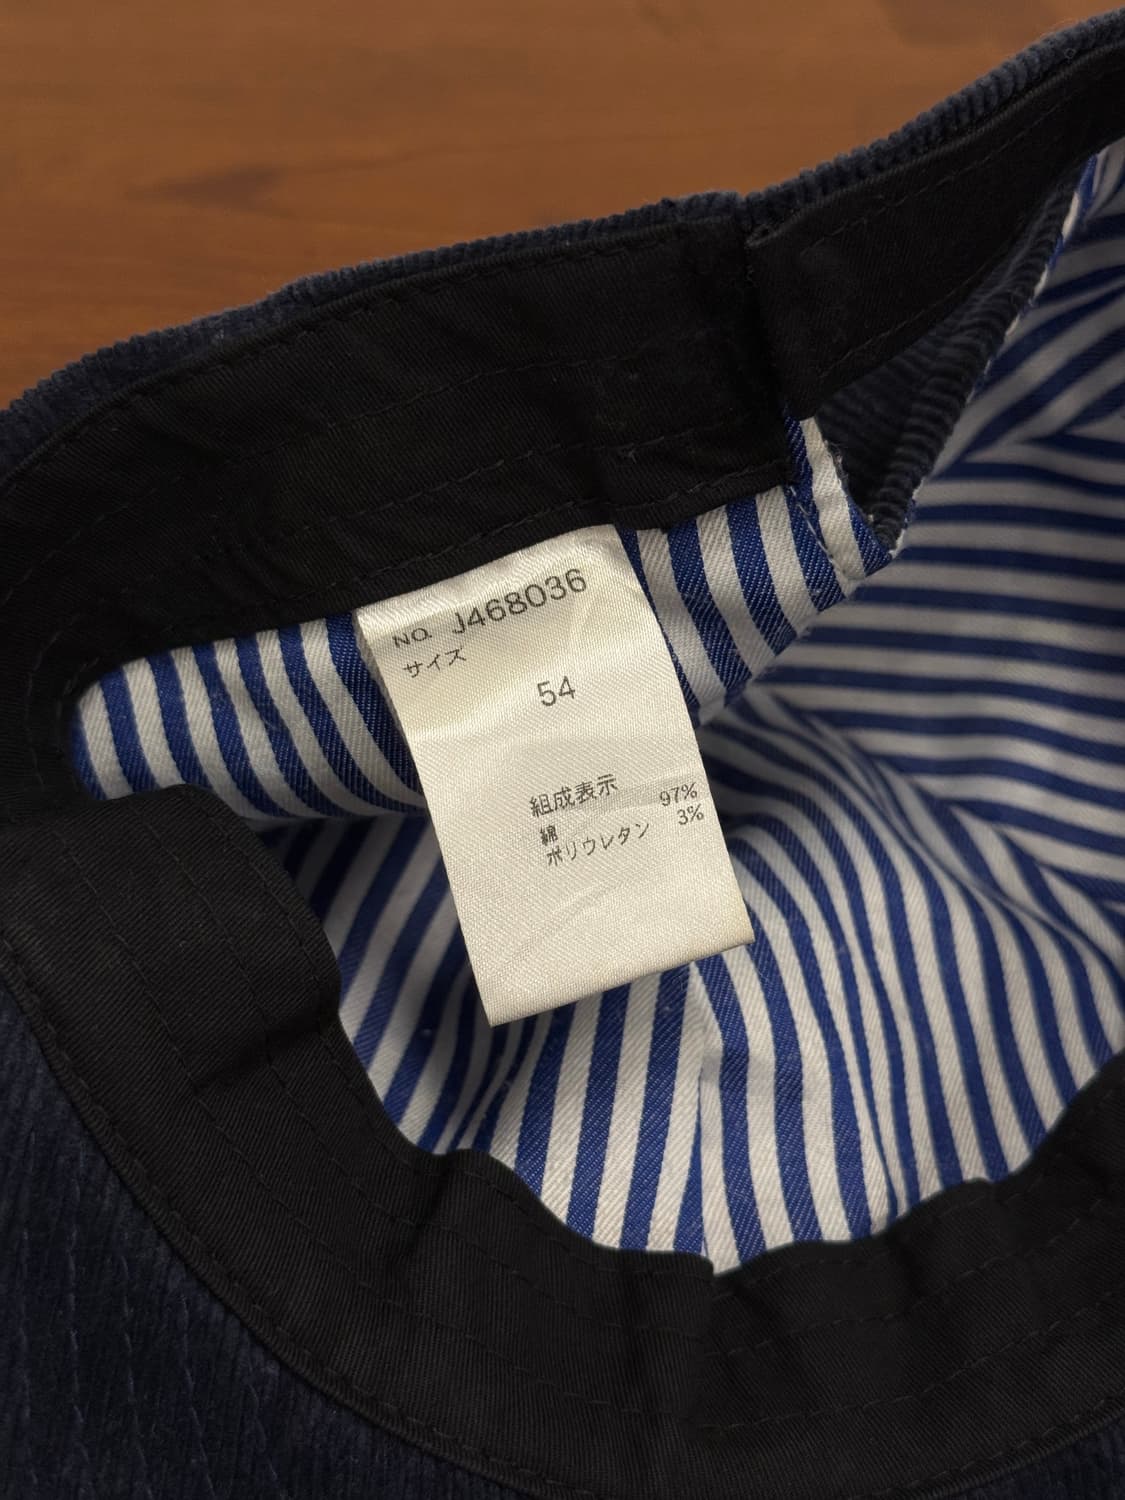 NO. J468036
サイズ
54
組成表示
綿 97%
ポリウレタン 3%